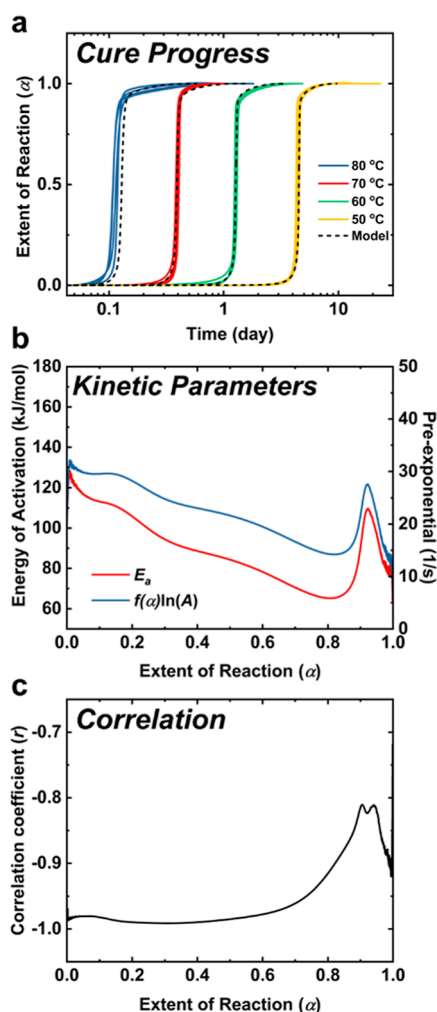 a
Cure Progress
Extent of Reaction (α)
1.0
0.5
0.0
80 °C
70 °C
60 °C
50 °C
Model
0.1
1
10
Time (day)
b
Kinetic Parameters
Energy of Activation (kJ/mol)
180
160
140
120
100
80
60
Pre-exponential (1/s)
50
40
30
20
10
0
Ea
f(α)ln(A)
0.0 0.2 0.4 0.6 0.8 1.0
Extent of Reaction (α)
c
Correlation
Correlation coefficient (r)
-0.7
-0.8
-0.9
-1.0
0.0 0.2 0.4 0.6 0.8 1.0
Extent of Reaction (α)